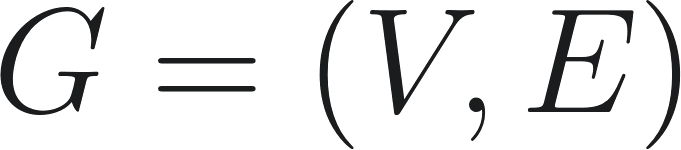 G = (V, E)